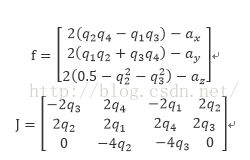 f = [ 2(q₂q₄ − q₁q₃) − aₓ
2(q₁q₂ + q₃q₄) − a_y
2(0.5 − q₂² − q₃²) − a_z ]↵
http://blog.csdn.net/
J = [ −2q₃ 2q₄ −2q₁ 2q₂
2q₂ 2q₁ 2q₄ 2q₃
0 −4q₂ −4q₃ 0 ]↵